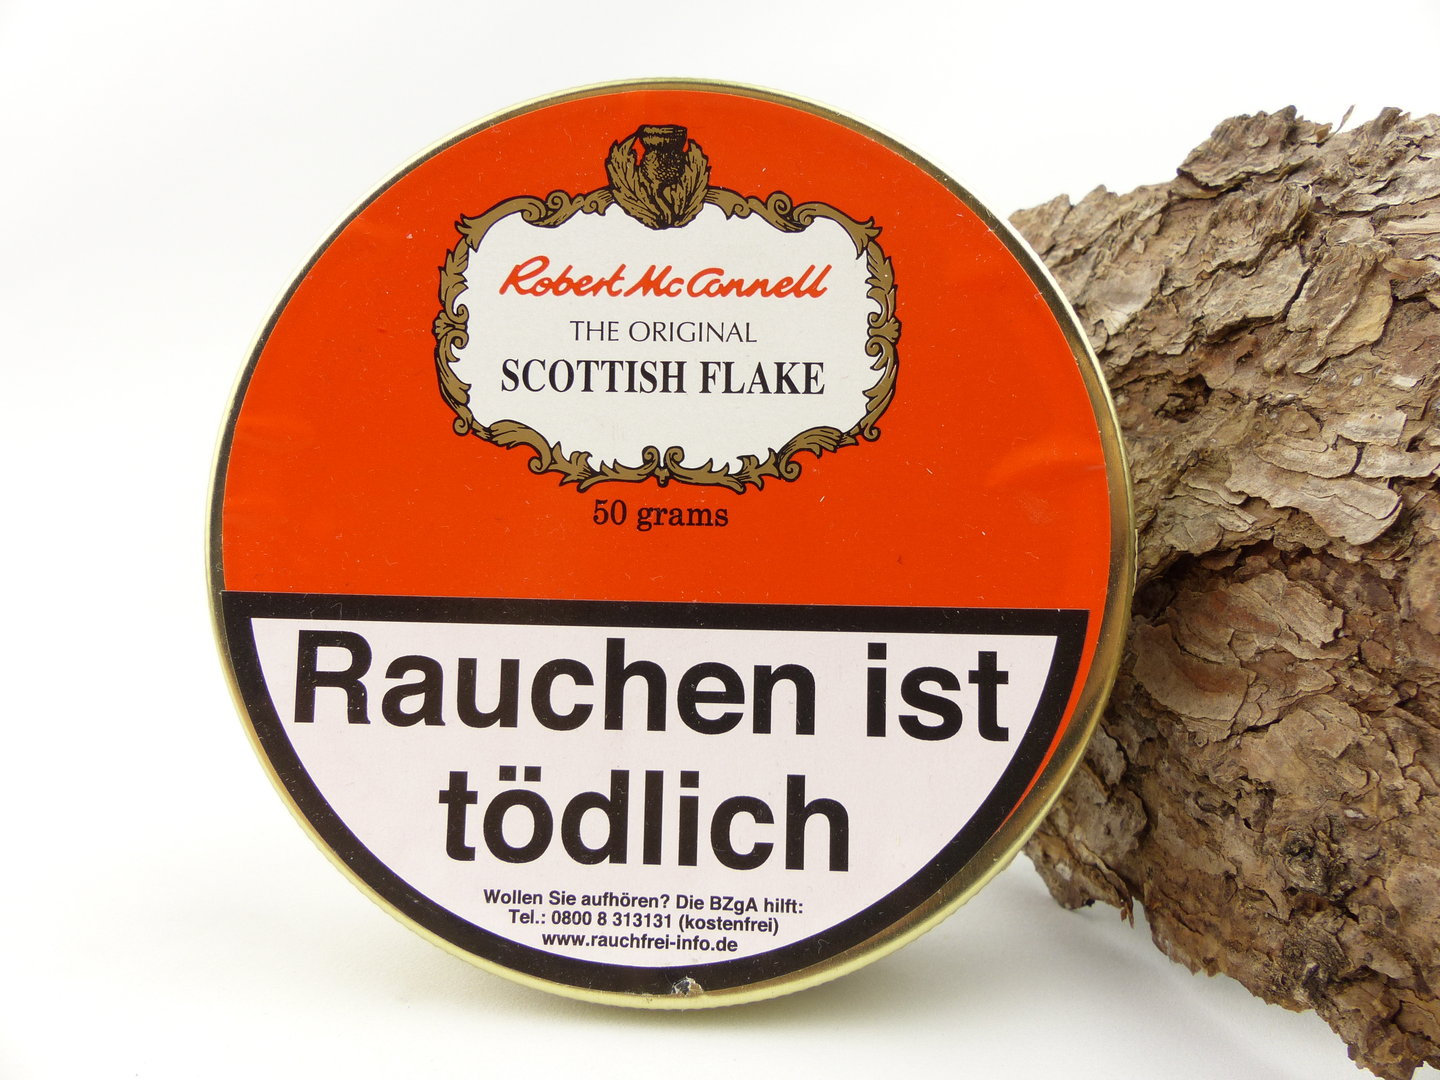 Robert McConnell
THE ORIGINAL
SCOTTISH FLAKE
50 grams
Rauchen ist
tödlich
Wollen Sie aufhören? Die BZgA hilft:
Tel.: 0800 8 313131 (kostenfrei)
www.rauchfrei-info.de